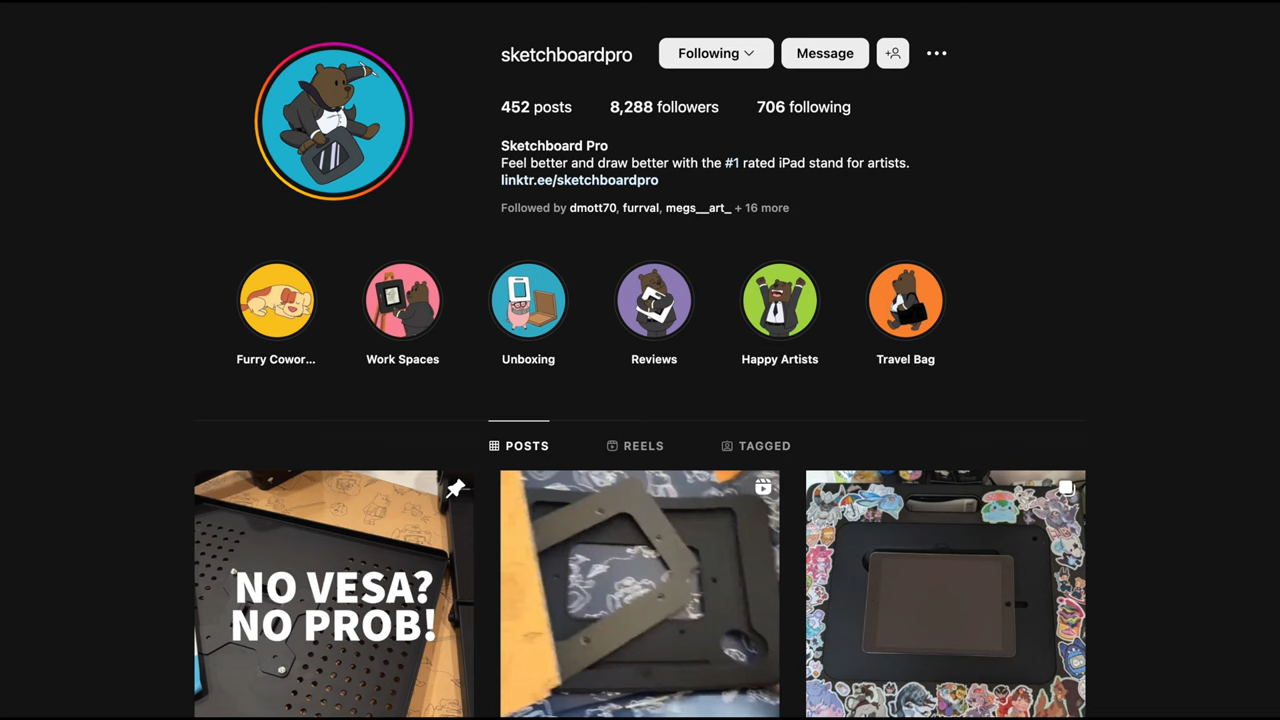 sketchboardpro
Following
Message
452 posts
8,288 followers
706 following
Sketchboard Pro
Feel better and draw better with the #1 rated iPad stand for artists.
linktr.ee/sketchboardpro
Followed by dmott70, furrval, megs__art_ + 16 more
Furry Cowor...
Work Spaces
Unboxing
Reviews
Happy Artists
Travel Bag
POSTS
REELS
TAGGED
NO VESA?
NO PROB!